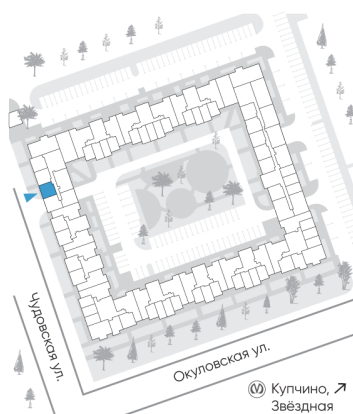 Чудовская ул.
Окуловская ул.
Купчино, ↗
Звёздная